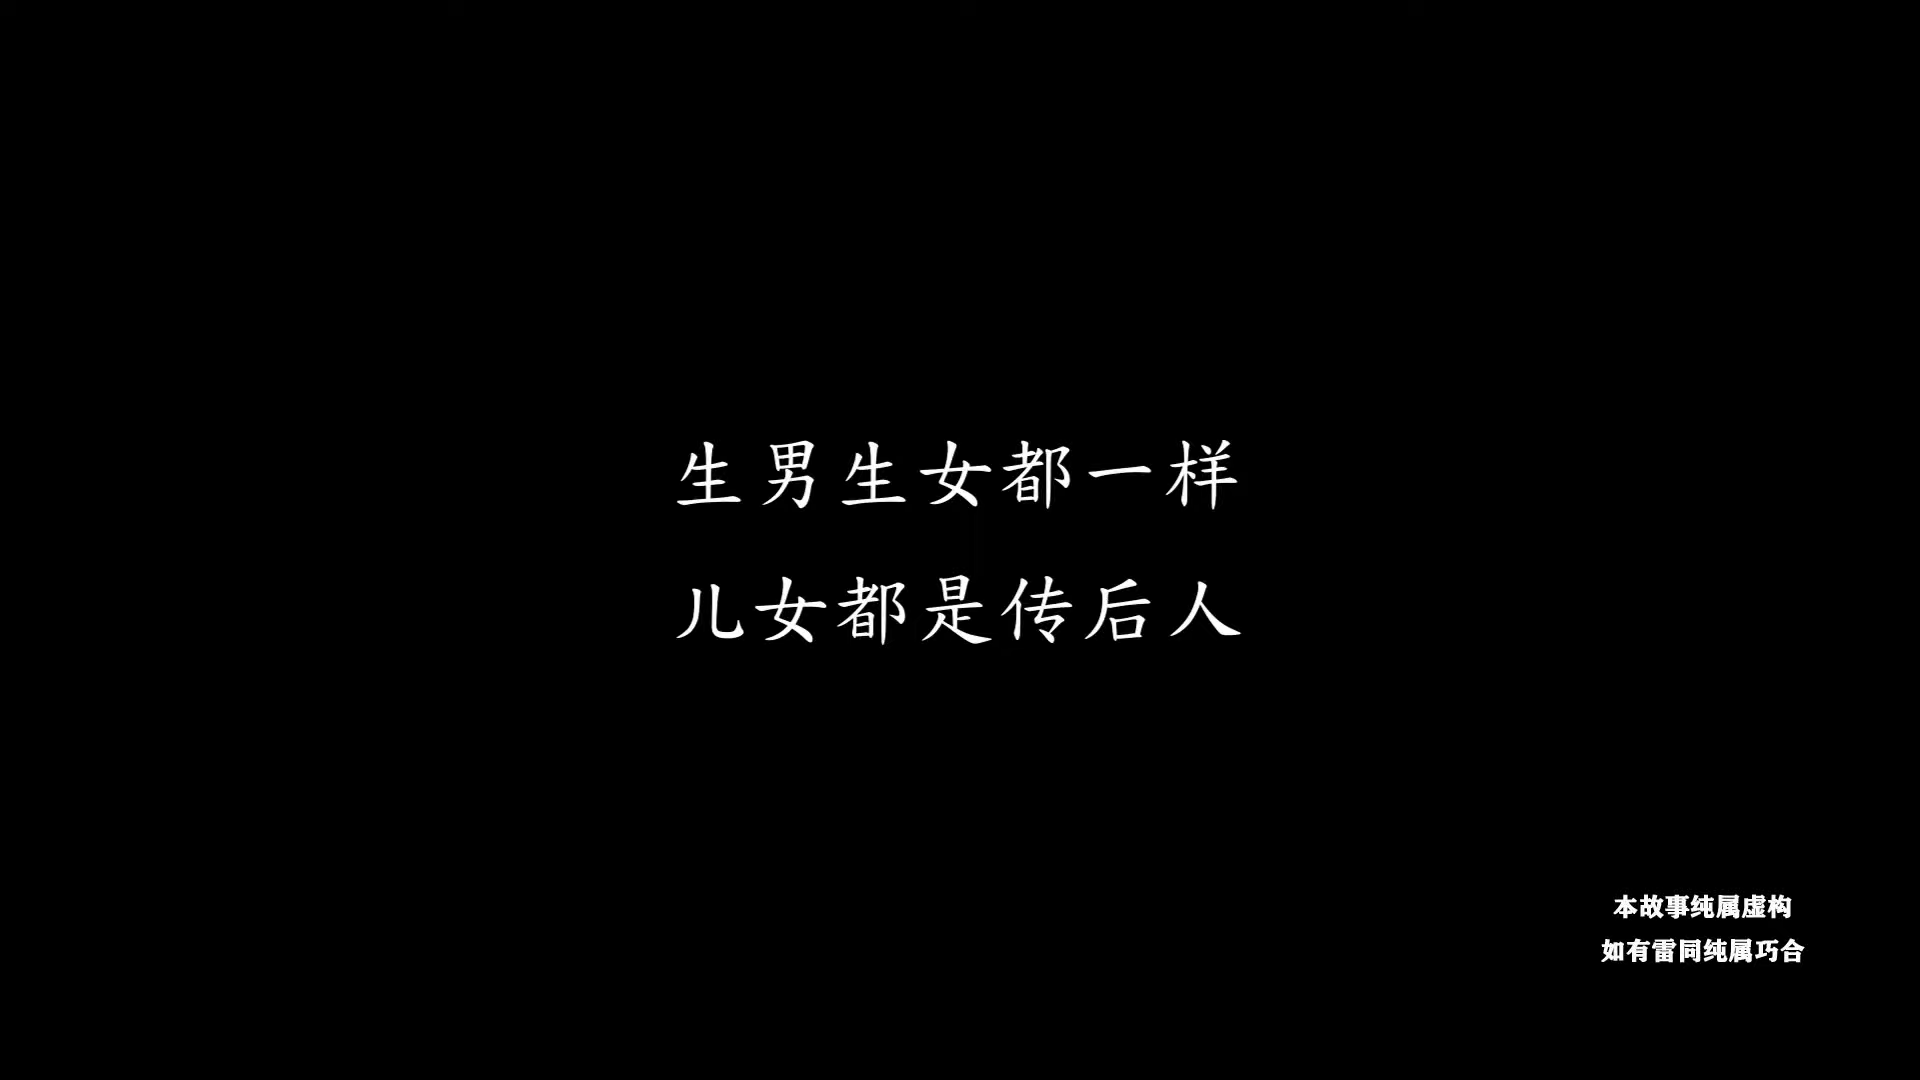 生男生女都一样
儿女都是传后人
本故事纯属虚构
如有雷同纯属巧合